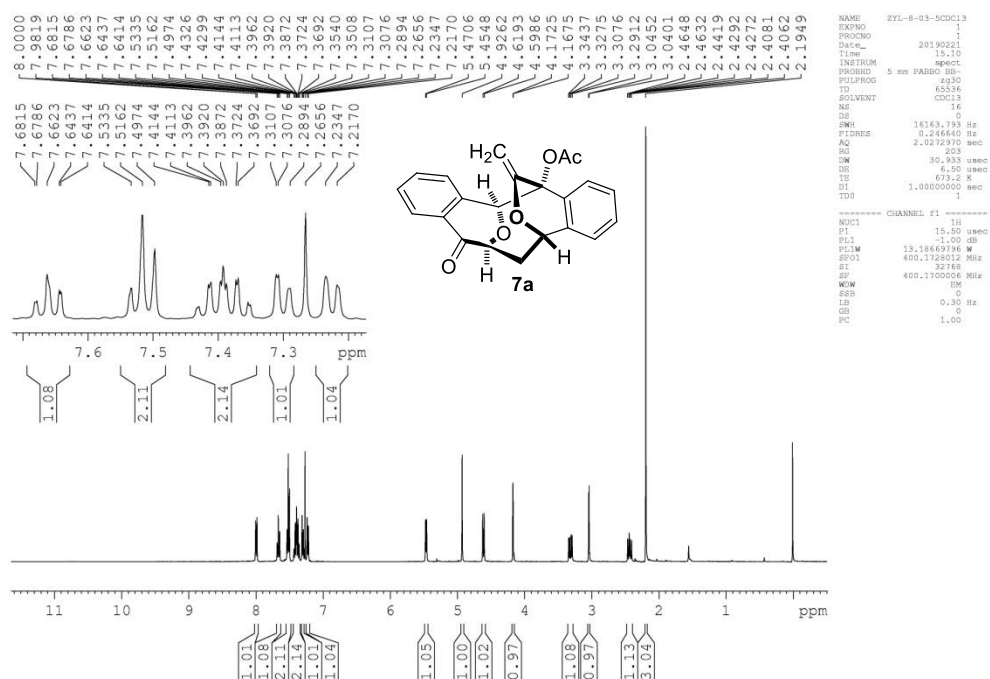 8.0000
7.9819
7.6815
7.6786
7.6623
7.6437
7.6414
7.5335
7.5162
7.4974
7.4326
7.4299
7.4144
7.4113
7.3962
7.3920
7.3872
7.3724
7.3692
7.3540
7.3508
7.3107
7.3076
7.2894
7.2656
7.2347
7.2170
5.4706
5.4548
4.9262
4.6193
4.5986
4.1725
4.1675
3.3437
3.3275
3.3076
3.2912
3.0452
3.0401
2.4648
2.4632
2.4419
2.4292
2.4272
2.4081
2.4062
2.1949
7.6815
7.6786
7.6623
7.6437
7.6414
7.5335
7.5162
7.4974
7.4144
7.4113
7.3962
7.3920
7.3872
7.3724
7.3692
7.3107
7.3076
7.2894
7.2656
7.2347
7.2170
7.6 7.5 7.4 7.3 ppm
1.08
2.11
2.14
1.01
1.04
H2C
OAc
H
O
O
O
H
H
7a
NAME ZYL-8-03-5CDCl3
EXPNO 1
PROCNO 1
Date_ 20190221
Time 15.10
INSTRUM spect
PROBHD 5 mm PABBO BB-
PULPROG zg30
TD 65536
SOLVENT CDCl3
NS 16
DS 0
SWH 16163.793 Hz
FIDRES 0.246640 Hz
AQ 2.0272970 sec
RG 203
DW 30.933 usec
DE 6.50 usec
TE 673.2 K
D1 1.00000000 sec
TD0 1
======== CHANNEL f1 ========
NUC1 1H
P1 15.50 usec
PL1 -1.00 dB
PL1W 13.18669796 W
SFO1 400.1728012 MHz
SI 32768
SF 400.1700006 MHz
WDW EM
SSB 0
LB 0.30 Hz
GB 0
PC 1.00
11 10 9 8 7 6 5 4 3 2 1 ppm
1.01
1.08
2.11
2.14
1.01
1.04
1.05
1.00
1.02
0.97
1.08
0.97
1.13
3.04